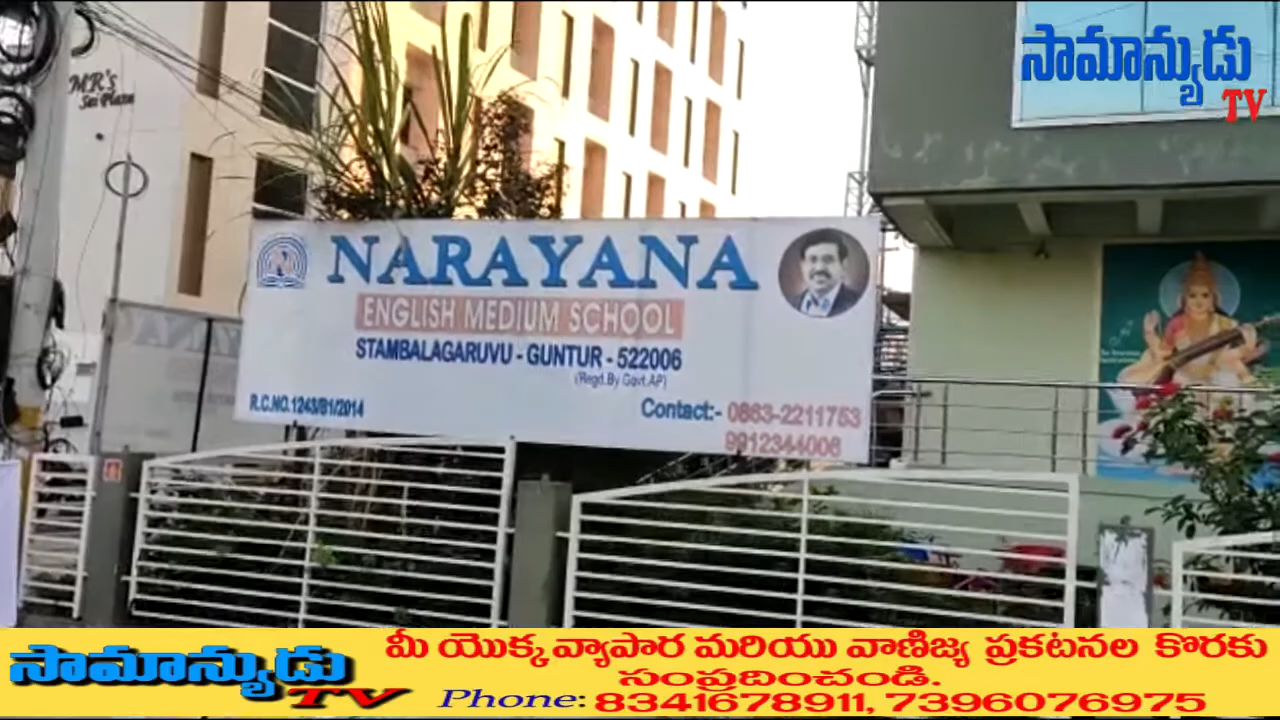 MR's
Sai Plaza
సామాన్యుడు
TV
NARAYANA
ENGLISH MEDIUM SCHOOL
STAMBALAGARUVU - GUNTUR - 522006
(Regd.By Govt.AP)
R.C.NO.1243/B1/2014
Contact:- 0863-2211753
9912344006
సామాన్యుడు TV
మీ యొక్క వ్యాపార మరియు వాణిజ్య ప్రకటనల కొరకు
సంప్రదించండి.
Phone: 8341678911, 7396076975